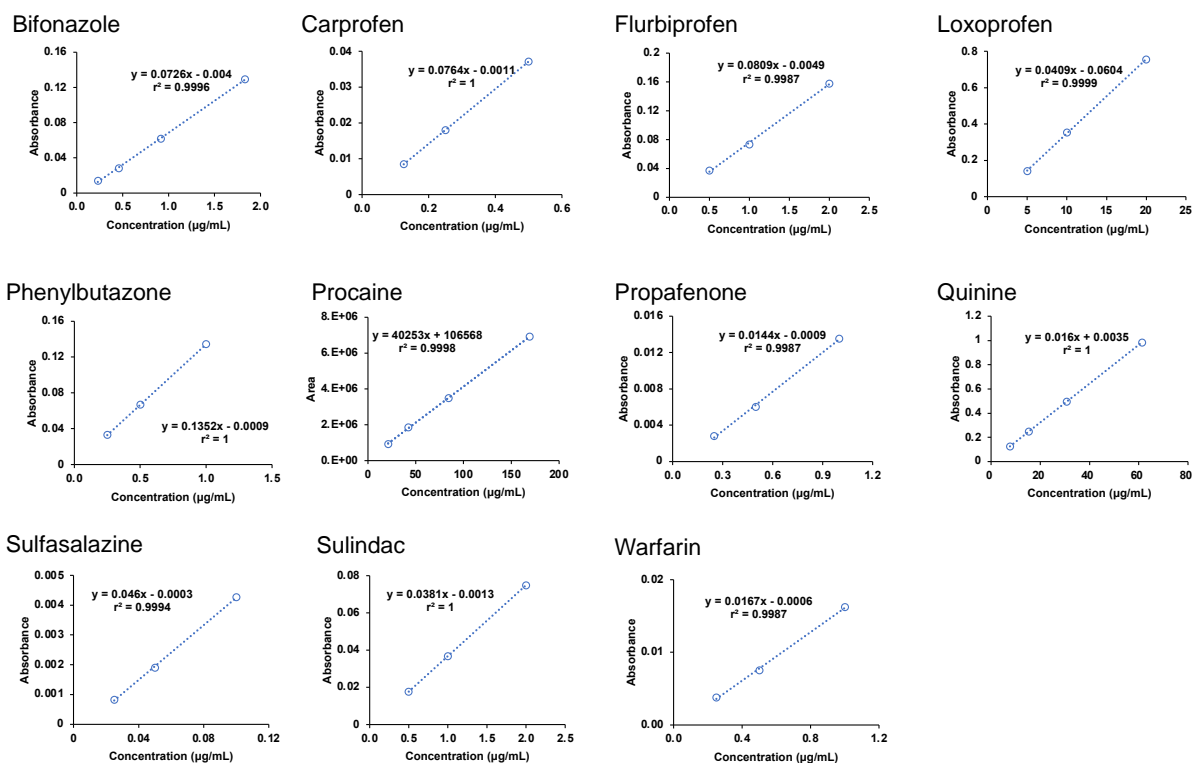 Bifonazole
0.16
0.12
0.08
0.04
0
Absorbance
y = 0.0726x - 0.004
r² = 0.9996
0.0 0.5 1.0 1.5 2.0
Concentration (µg/mL)
Carprofen
0.04
0.03
0.02
0.01
0
Absorbance
y = 0.0764x - 0.0011
r² = 1
0.0 0.2 0.4 0.6
Concentration (µg/mL)
Flurbiprofen
0.2
0.16
0.12
0.08
0.04
0
Absorbance
y = 0.0809x - 0.0049
r² = 0.9987
0.0 0.5 1.0 1.5 2.0 2.5
Concentration (µg/mL)
Loxoprofen
0.8
0.6
0.4
0.2
0
Absorbance
y = 0.0409x - 0.0604
r² = 0.9999
0 5 10 15 20 25
Concentration (µg/mL)
Phenylbutazone
0.16
0.12
0.08
0.04
0
Absorbance
y = 0.1352x - 0.0009
r² = 1
0.0 0.5 1.0 1.5
Concentration (µg/mL)
Procaine
8.E+06
6.E+06
4.E+06
2.E+06
0.E+00
Area
y = 40253x + 106568
r² = 0.9998
0 50 100 150 200
Concentration (µg/mL)
Propafenone
0.016
0.012
0.008
0.004
0
Absorbance
y = 0.0144x - 0.0009
r² = 0.9987
0.0 0.3 0.6 0.9 1.2
Concentration (µg/mL)
Quinine
1.2
1
0.8
0.6
0.4
0.2
0
Absorbance
y = 0.016x + 0.0035
r² = 1
0 20 40 60 80
Concentration (µg/mL)
Sulfasalazine
0.005
0.004
0.003
0.002
0.001
0
Absorbance
y = 0.046x - 0.0003
r² = 0.9994
0 0.04 0.08 0.12
Concentration (µg/mL)
Sulindac
0.08
0.06
0.04
0.02
0
Absorbance
y = 0.0381x - 0.0013
r² = 1
0.0 0.5 1.0 1.5 2.0 2.5
Concentration (µg/mL)
Warfarin
0.02
0.01
0.00
Absorbance
y = 0.0167x - 0.0006
r² = 0.9987
0.0 0.4 0.8 1.2
Concentration (µg/mL)